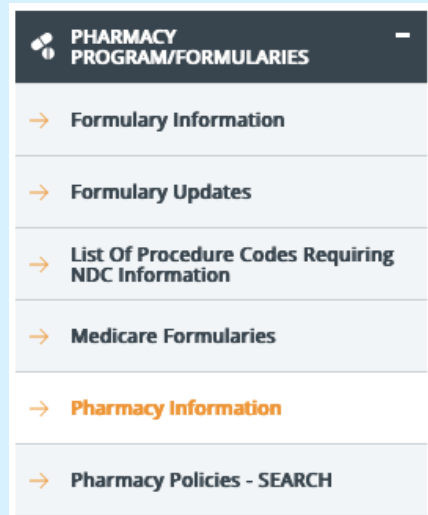 PHARMACY
PROGRAM/FORMULARIES
Formulary Information
Formulary Updates
List Of Procedure Codes Requiring
NDC Information
Medicare Formularies
Pharmacy Information
Pharmacy Policies - SEARCH